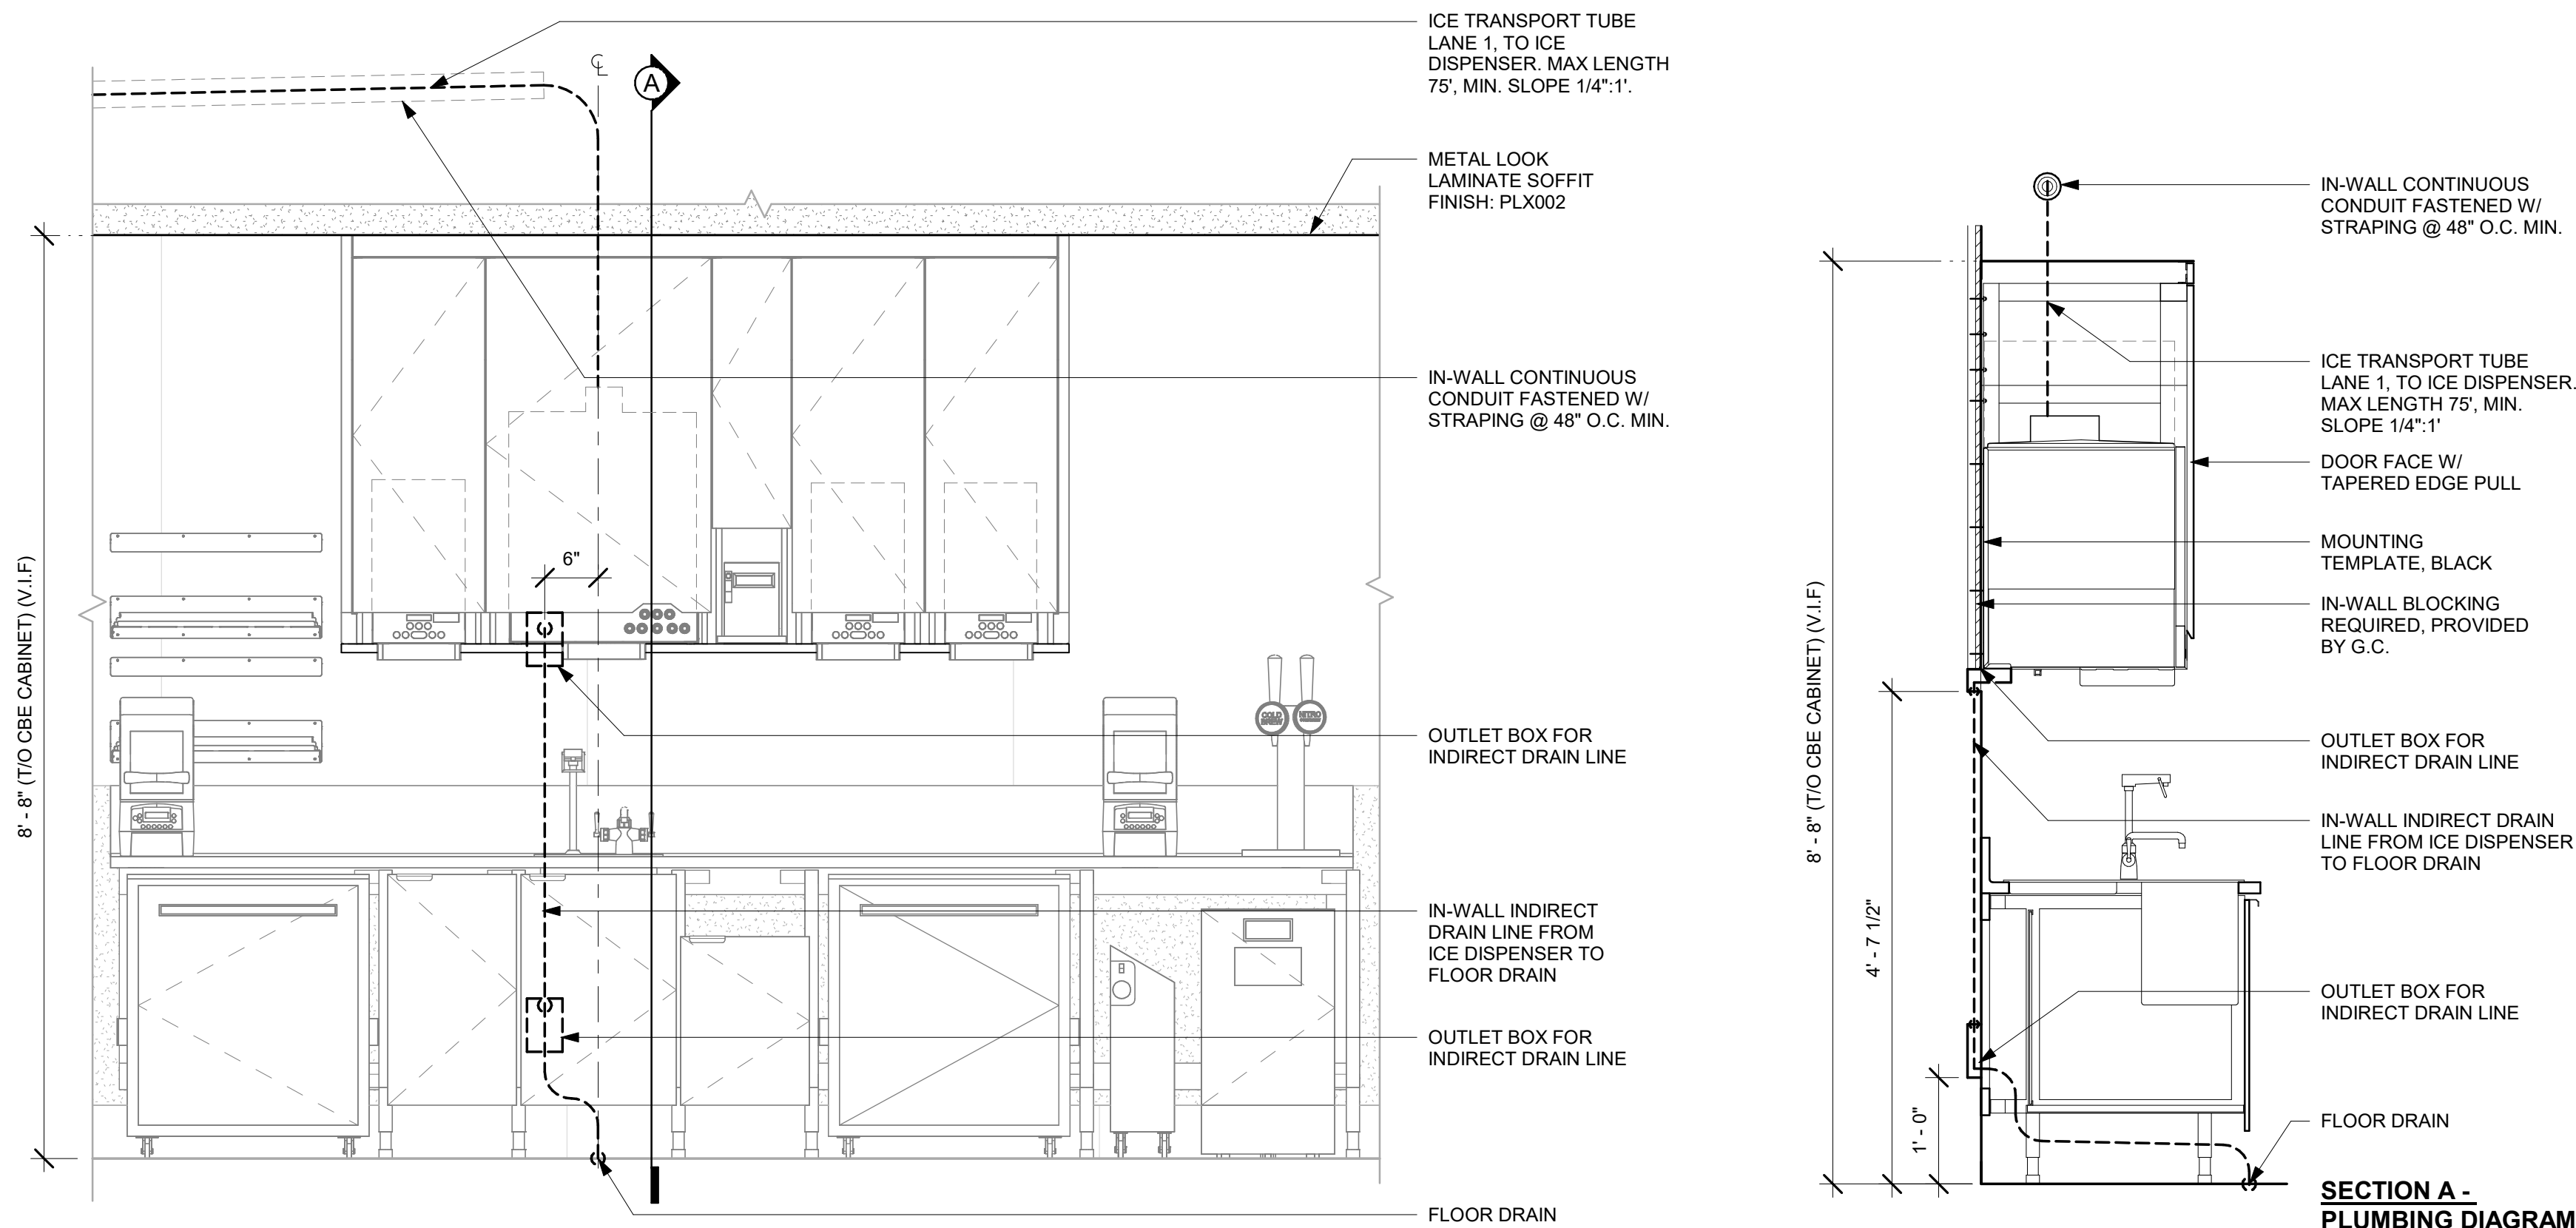 ICE TRANSPORT TUBE
LANE 1, TO ICE
DISPENSER. MAX LENGTH
75', MIN. SLOPE 1/4":1'.
℄
A
METAL LOOK
LAMINATE SOFFIT
FINISH: PLX002
IN-WALL CONTINUOUS
CONDUIT FASTENED W/
STRAPING @ 48" O.C. MIN.
6"
8' - 8" (T/O CBE CABINET) (V.I.F)
COLD
BREW
NITRO
OUTLET BOX FOR
INDIRECT DRAIN LINE
IN-WALL INDIRECT
DRAIN LINE FROM
ICE DISPENSER TO
FLOOR DRAIN
OUTLET BOX FOR
INDIRECT DRAIN LINE
FLOOR DRAIN
IN-WALL CONTINUOUS
CONDUIT FASTENED W/
STRAPING @ 48" O.C. MIN.
ICE TRANSPORT TUBE
LANE 1, TO ICE DISPENSER.
MAX LENGTH 75', MIN.
SLOPE 1/4":1'
DOOR FACE W/
TAPERED EDGE PULL
MOUNTING
TEMPLATE, BLACK
IN-WALL BLOCKING
REQUIRED, PROVIDED
BY G.C.
8' - 8" (T/O CBE CABINET) (V.I.F)
4' - 7 1/2"
1' - 0"
OUTLET BOX FOR
INDIRECT DRAIN LINE
IN-WALL INDIRECT DRAIN
LINE FROM ICE DISPENSER
TO FLOOR DRAIN
OUTLET BOX FOR
INDIRECT DRAIN LINE
FLOOR DRAIN
SECTION A -
PLUMBING DIAGRAM